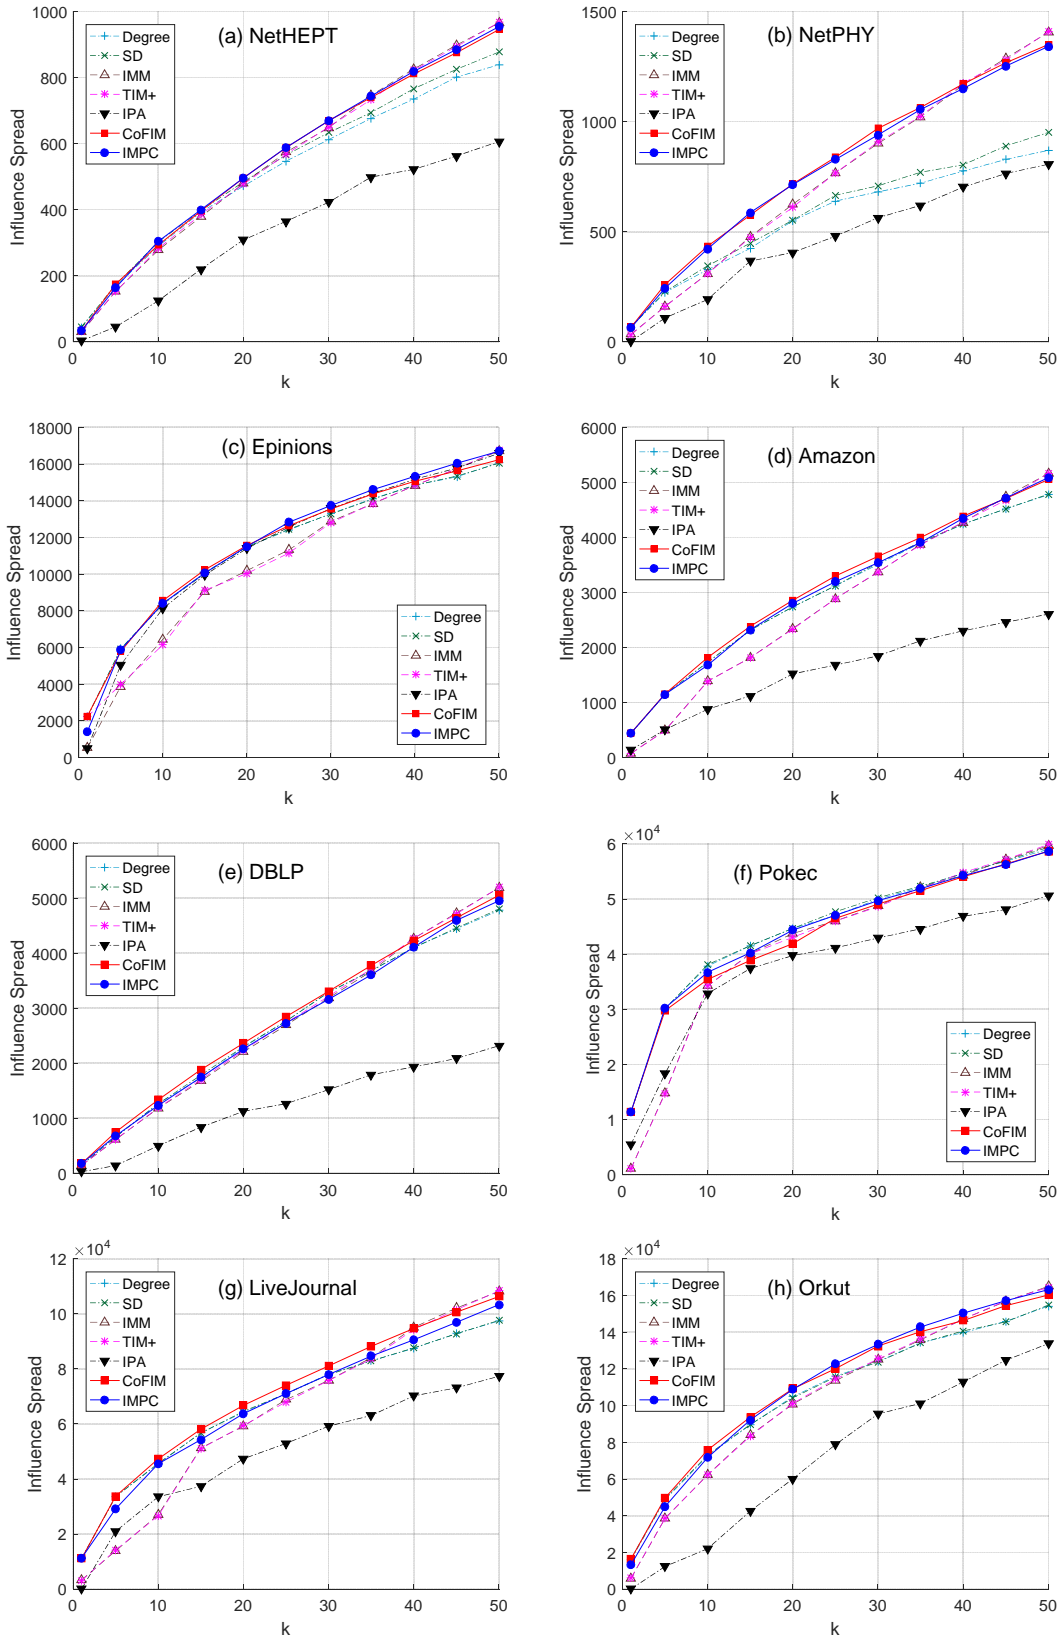 (a) NetHEPT
Influence Spread
1000
800
600
400
200
0
Degree
SD
IMM
TIM+
IPA
CoFIM
IMPC
0 10 20 30 40 50
k
(b) NetPHY
Influence Spread
1500
1000
500
0
Degree
SD
IMM
TIM+
IPA
CoFIM
IMPC
0 10 20 30 40 50
k
(c) Epinions
Influence Spread
18000
16000
14000
12000
10000
8000
6000
4000
2000
0
Degree
SD
IMM
TIM+
IPA
CoFIM
IMPC
0 10 20 30 40 50
k
(d) Amazon
Influence Spread
6000
5000
4000
3000
2000
1000
0
Degree
SD
IMM
TIM+
IPA
CoFIM
IMPC
0 10 20 30 40 50
k
(e) DBLP
Influence Spread
6000
5000
4000
3000
2000
1000
0
Degree
SD
IMM
TIM+
IPA
CoFIM
IMPC
0 10 20 30 40 50
k
×10^4
(f) Pokec
Influence Spread
6
5
4
3
2
1
0
Degree
SD
IMM
TIM+
IPA
CoFIM
IMPC
0 10 20 30 40 50
k
×10^4
(g) LiveJournal
Influence Spread
12
10
8
6
4
2
0
Degree
SD
IMM
TIM+
IPA
CoFIM
IMPC
0 10 20 30 40 50
k
×10^4
(h) Orkut
Influence Spread
18
16
14
12
10
8
6
4
2
0
Degree
SD
IMM
TIM+
IPA
CoFIM
IMPC
0 10 20 30 40 50
k